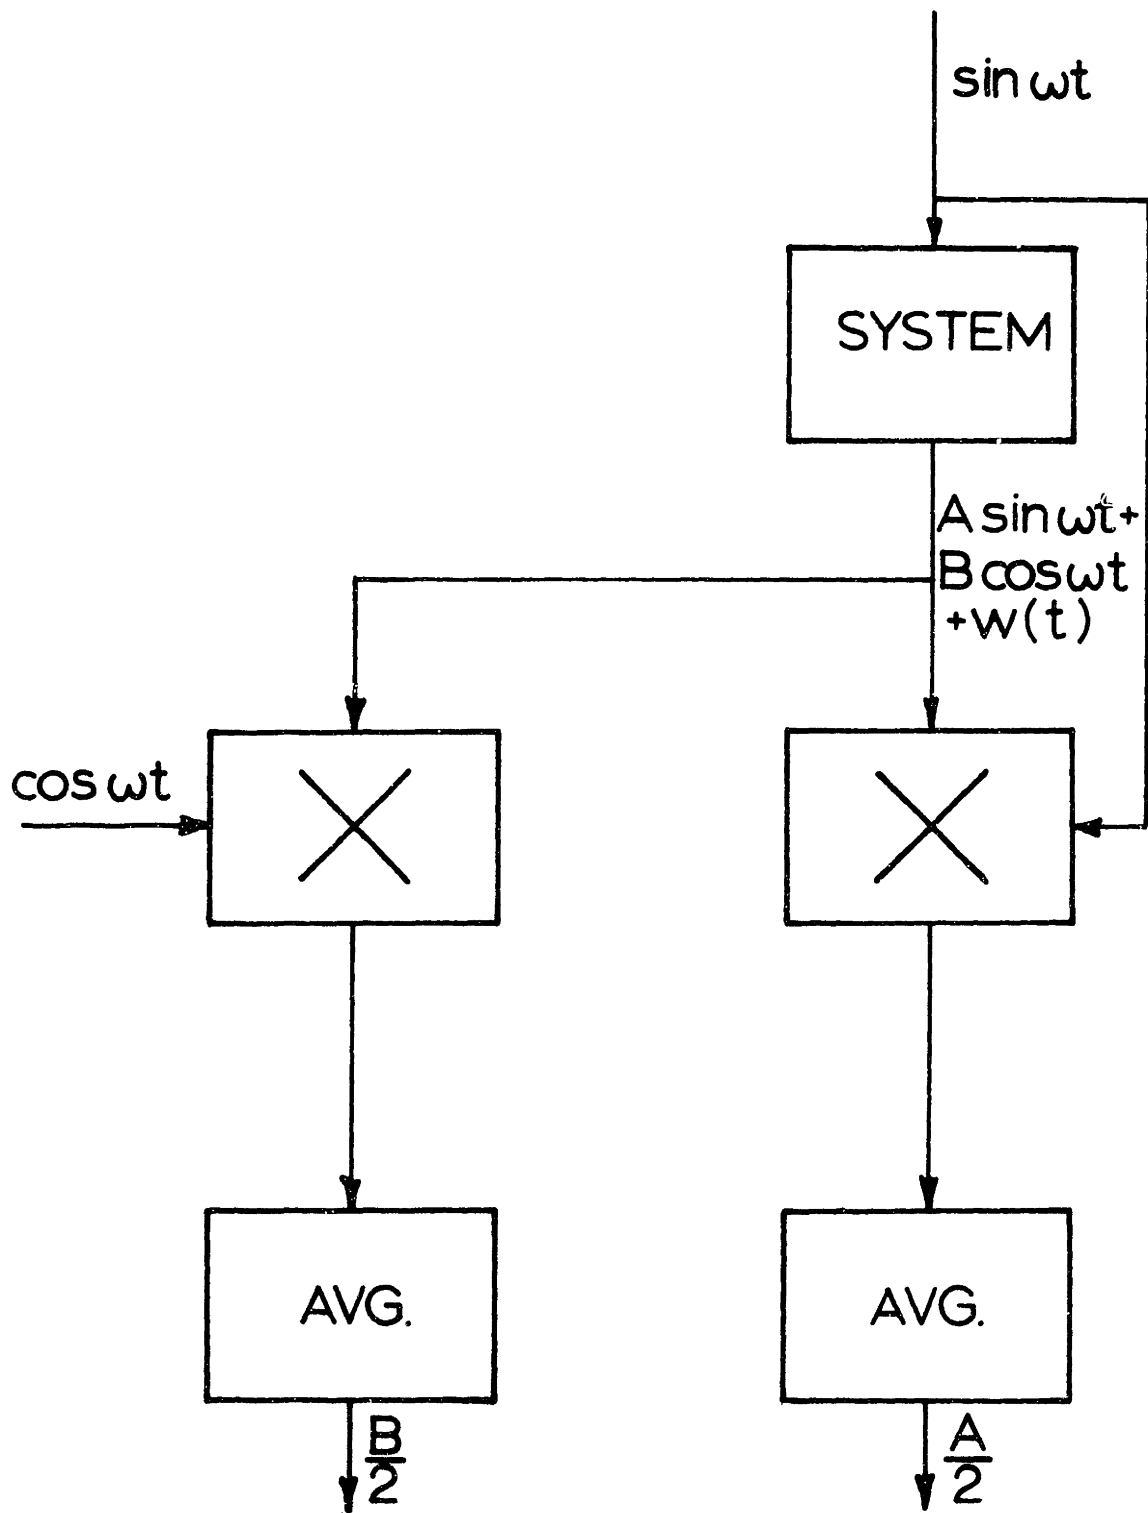 sin ωt
SYSTEM
A sin ωt +
B cos ωt
+ w(t)
cos ωt
AVG.
AVG.
B/2
A/2